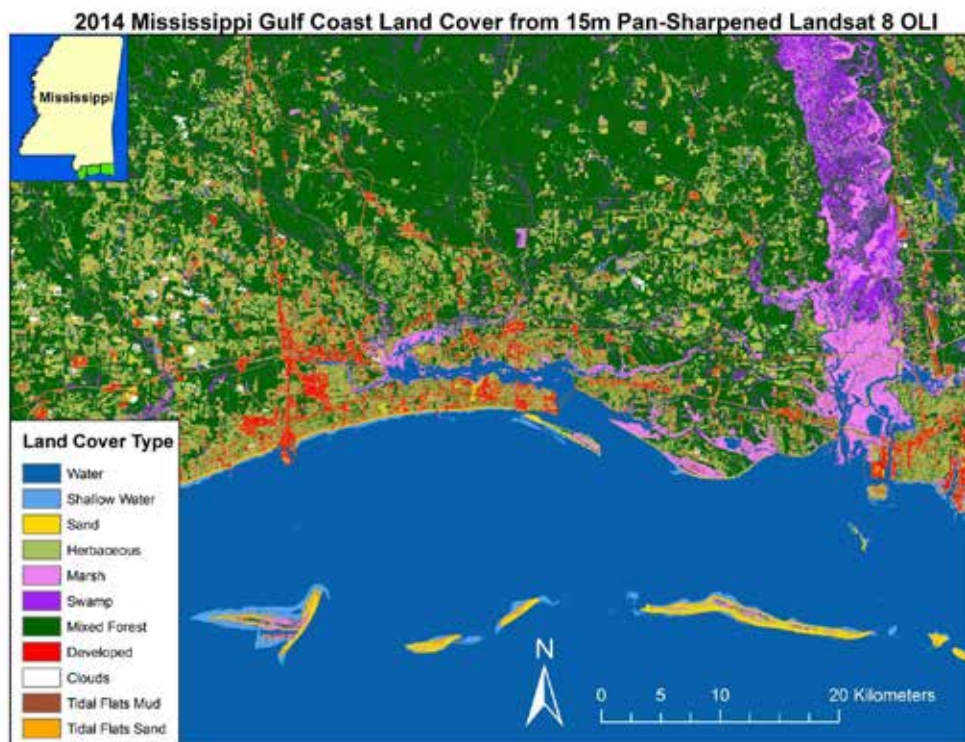 2014 Mississippi Gulf Coast Land Cover from 15m Pan-Sharpened Landsat 8 OLI
Mississippi
Land Cover Type
Water
Shallow Water
Sand
Herbaceous
Marsh
Swamp
Mixed Forest
Developed
Clouds
Tidal Flats Mud
Tidal Flats Sand
N
0 5 10 20 Kilometers